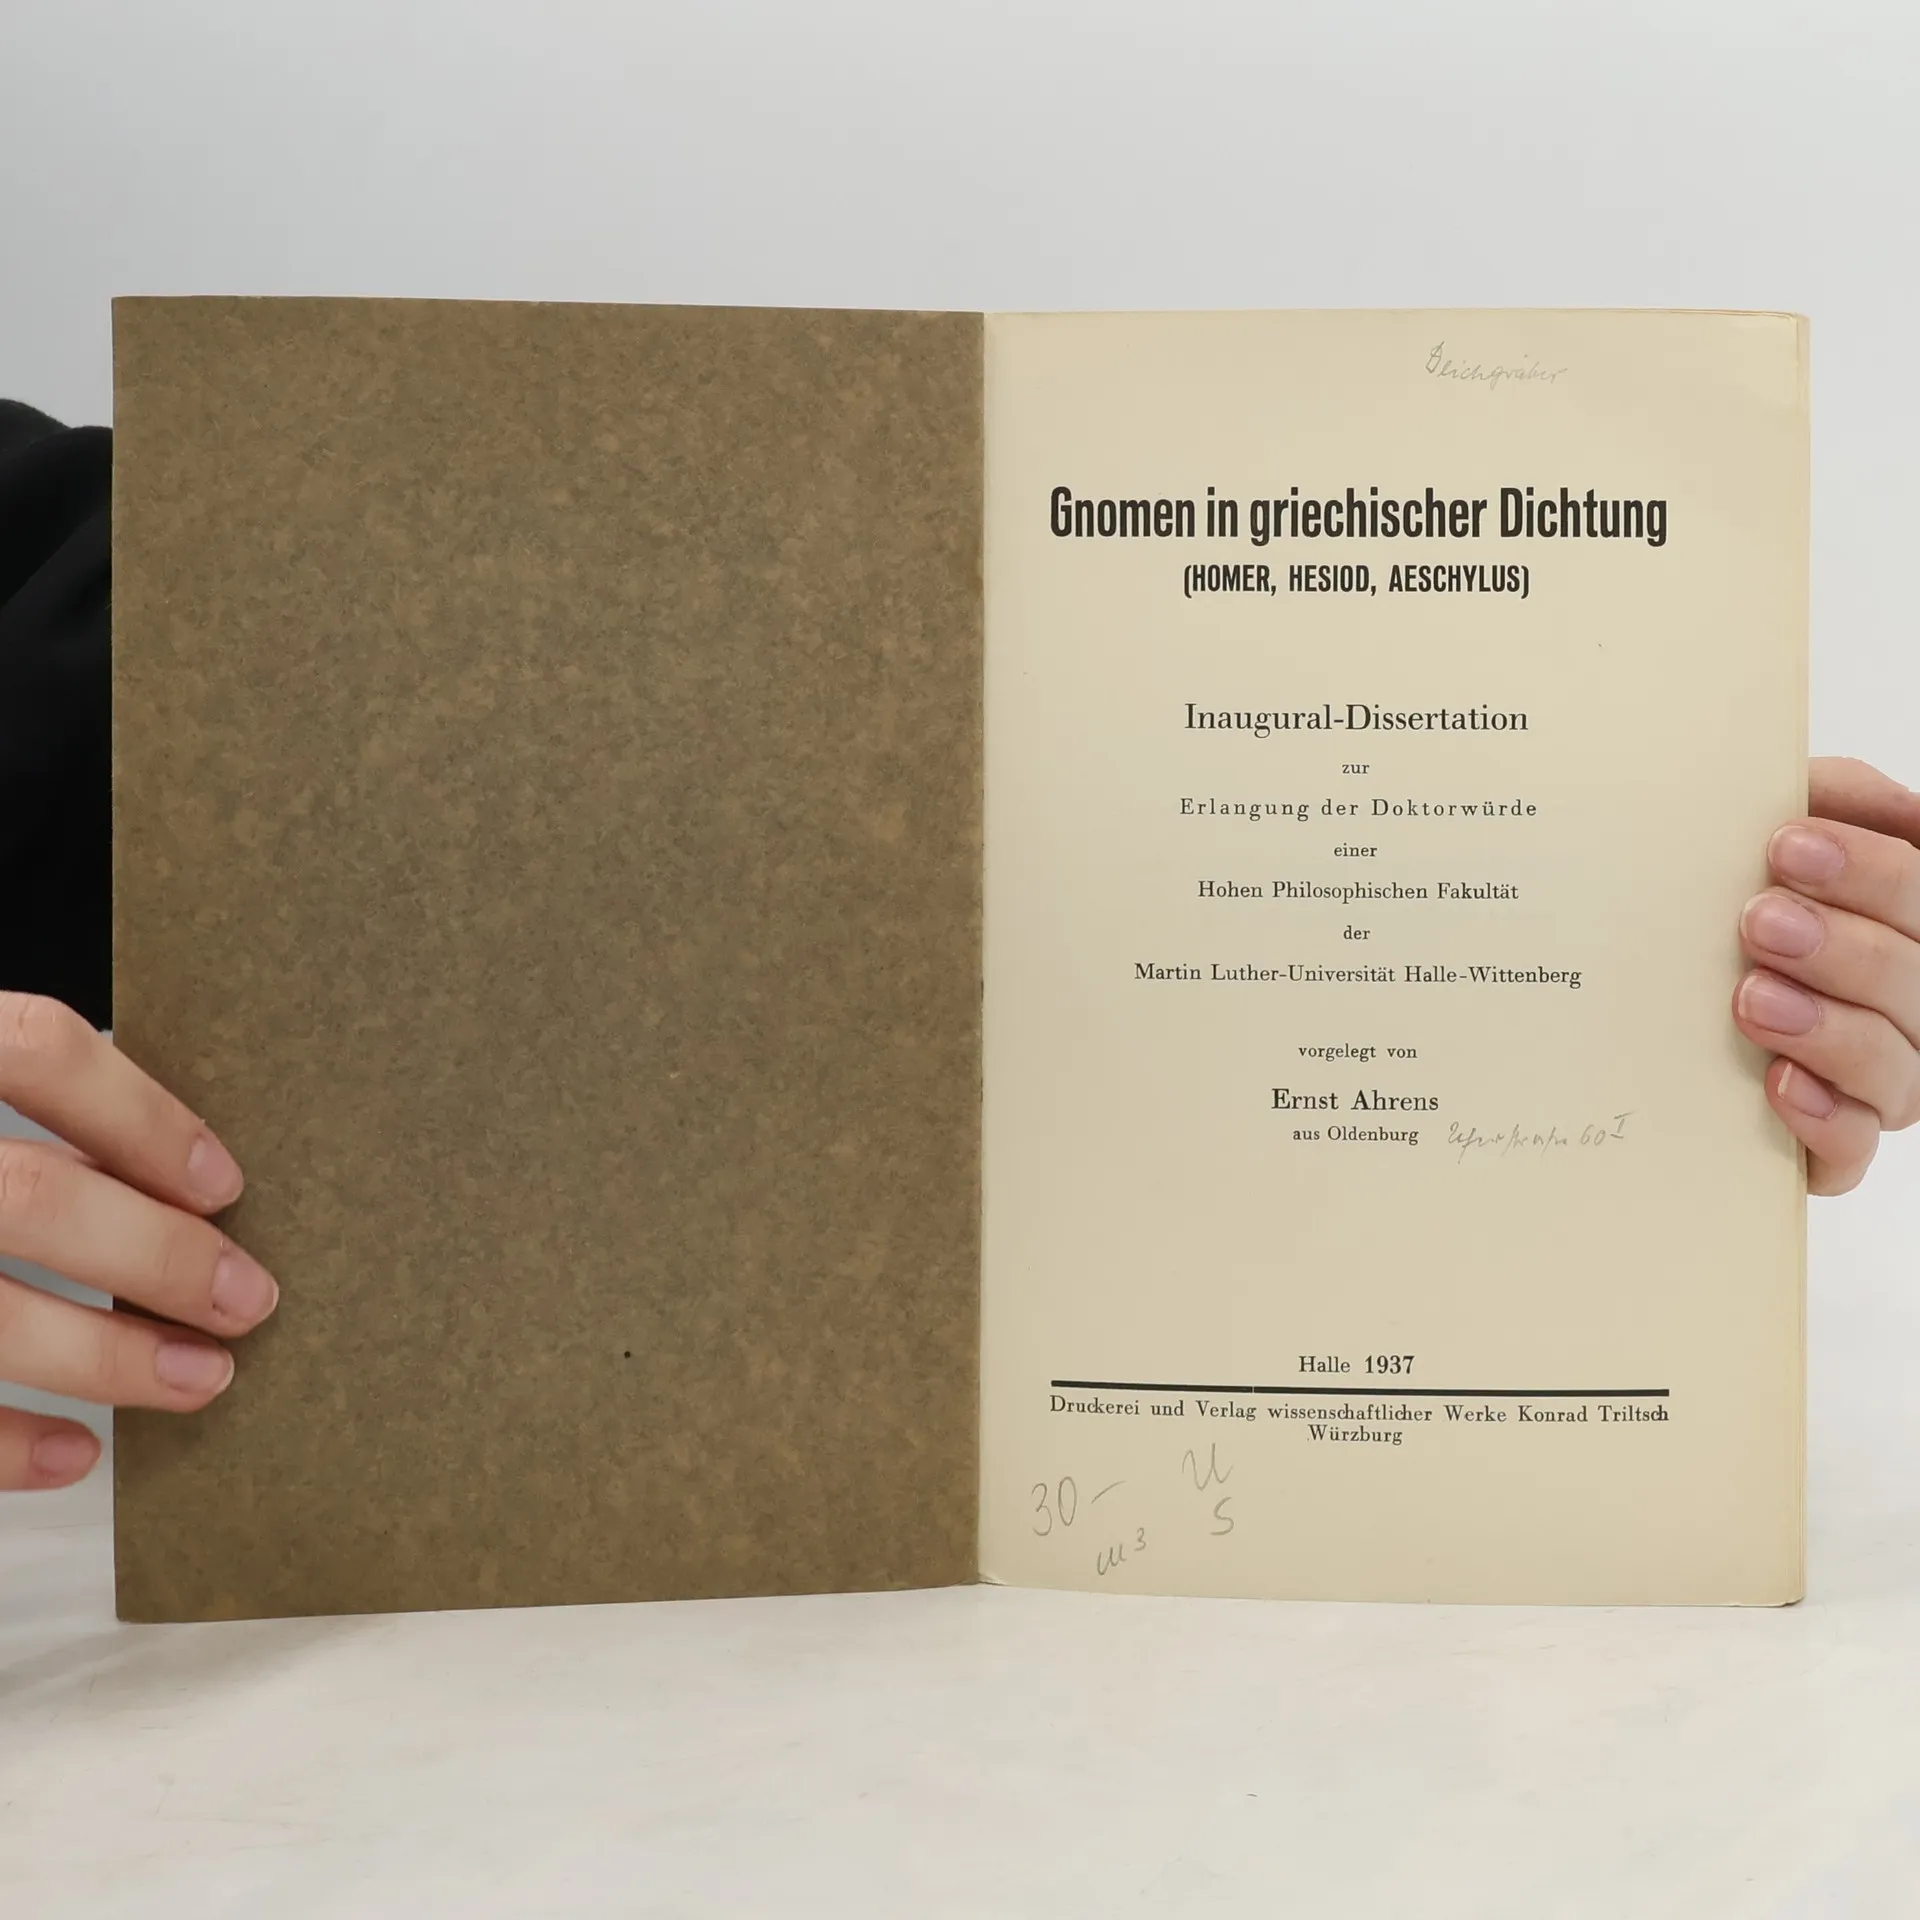 Deichgräber
Gnomen in griechischer Dichtung
(HOMER, HESIOD, AESCHYLUS)
Inaugural-Dissertation
zur
Erlangung der Doktorwürde
einer
Hohen Philosophischen Fakultät
der
Martin Luther-Universität Halle-Wittenberg
vorgelegt von
Ernst Ahrens
aus Oldenburg 60 I
Halle 1937
Druckerei und Verlag wissenschaftlicher Werke Konrad Triltsch
Würzburg
30-
U
S